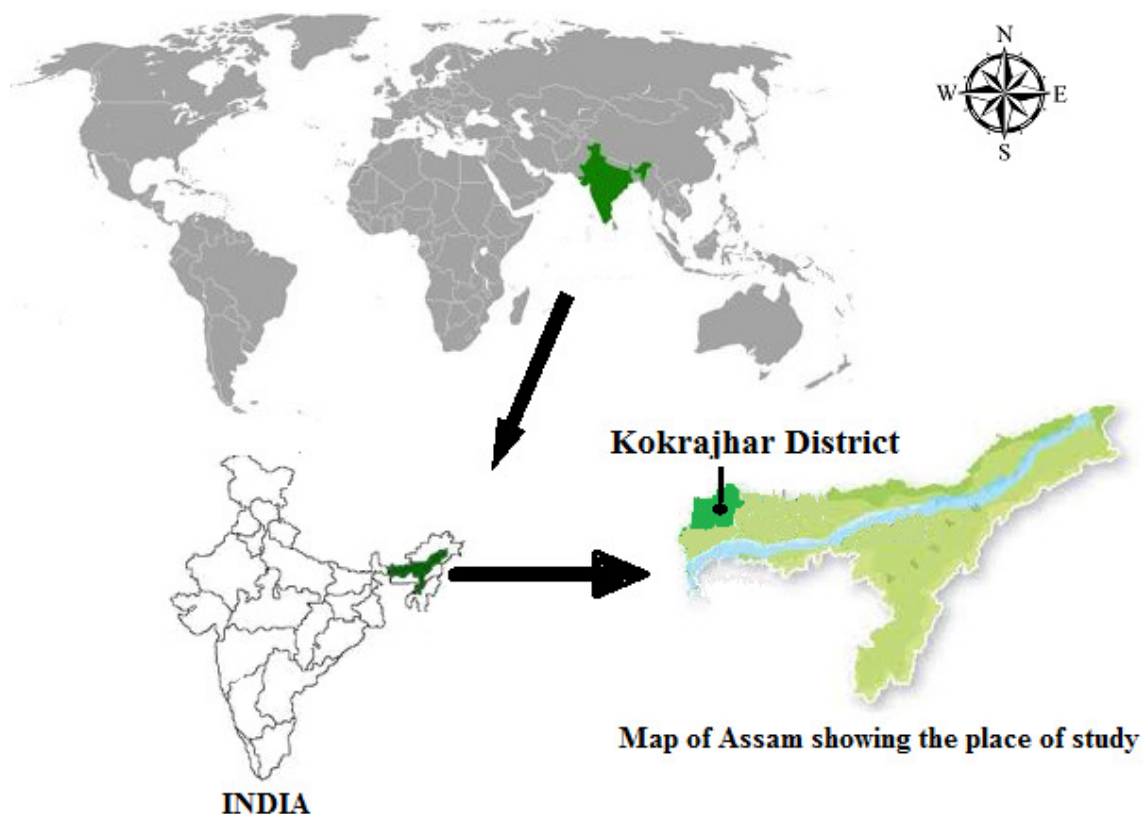 N
W E
S
Kokrajhar District
Map of Assam showing the place of study
INDIA